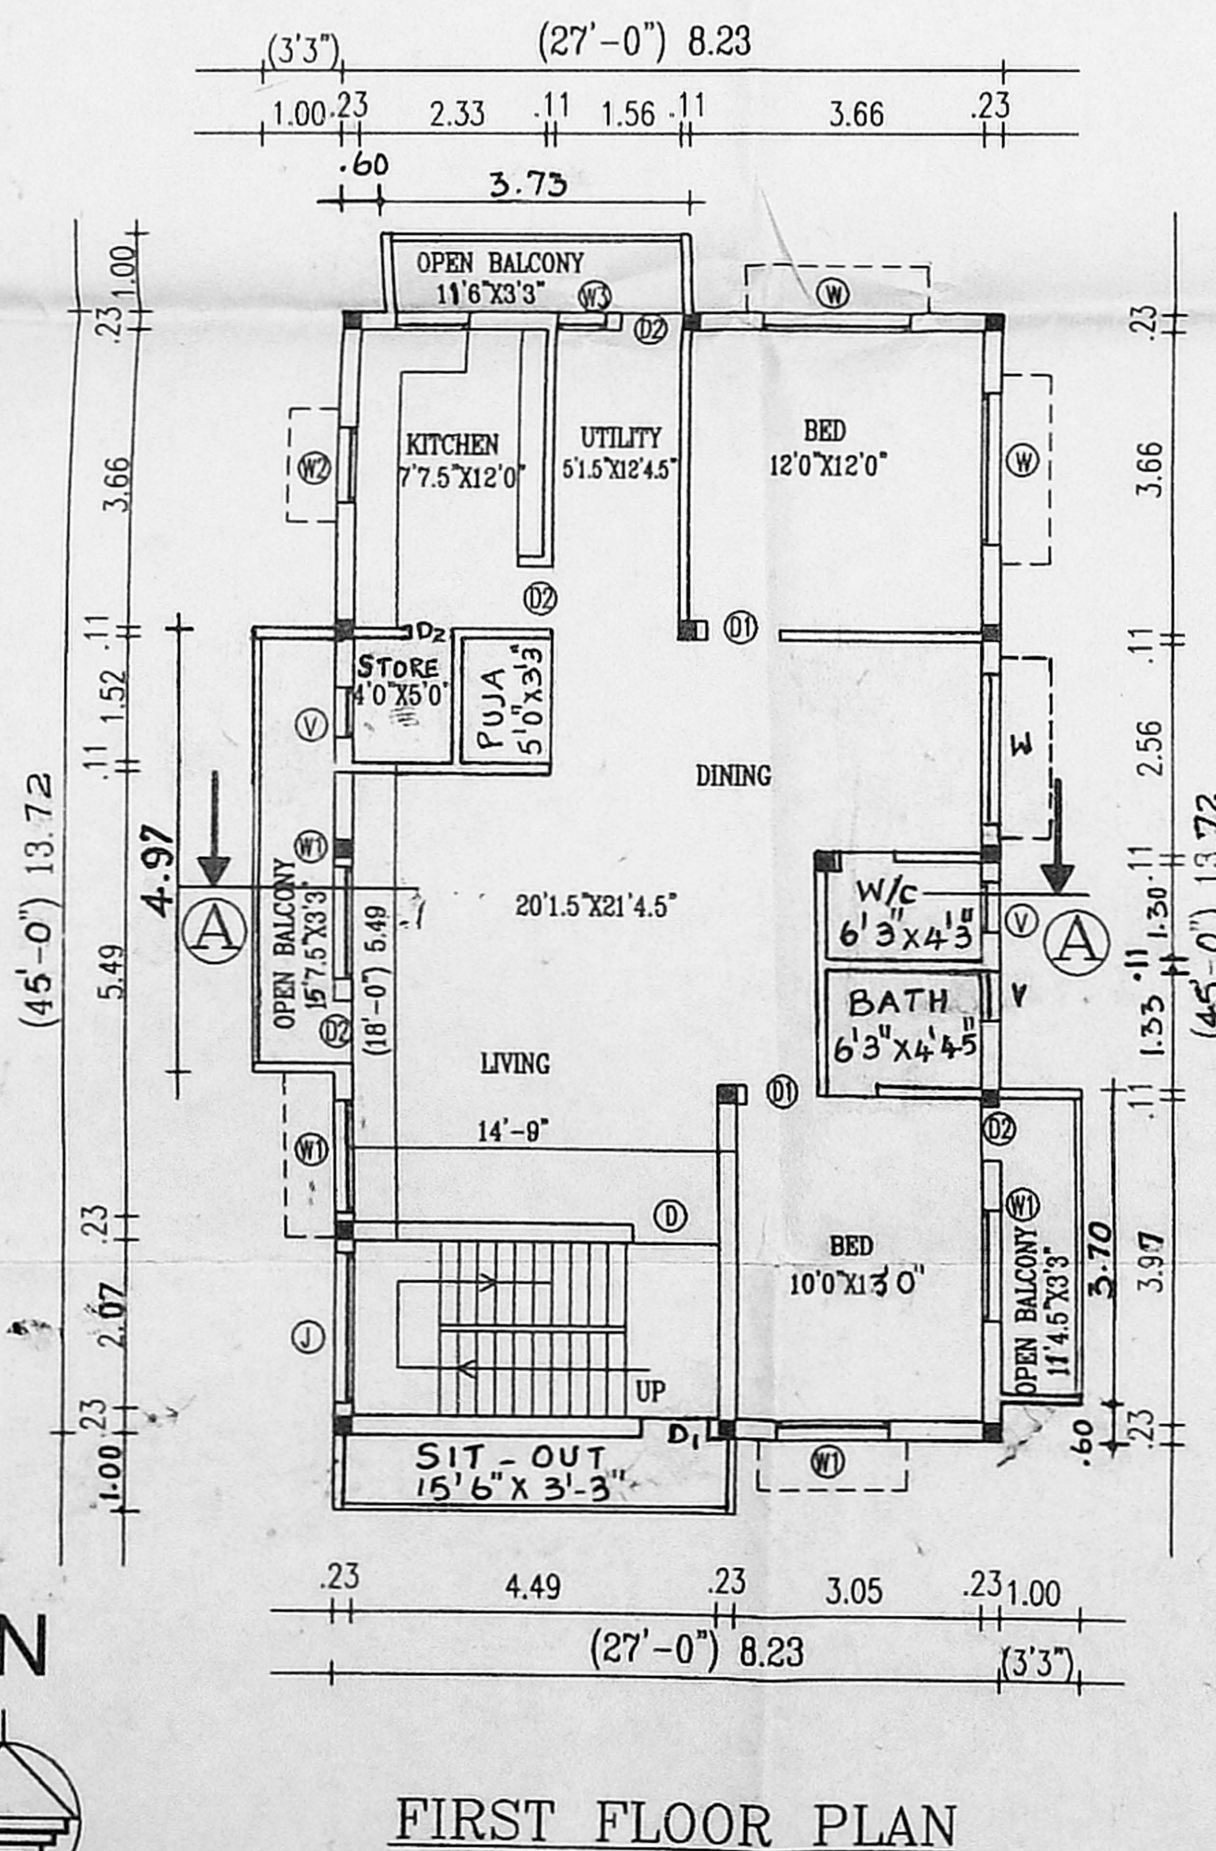 (3'3") (27'-0") 8.23
1.00 .23 2.33 .11 1.56 .11 3.66 .23
.60 3.73
OPEN BALCONY
11'6"X3'3"
W3
W
D2
1.00
.23
3.66
.11
1.52
.11
5.49
.23
2.07
.23
1.00
(45'-0") 13.72
4.97
A
W2
KITCHEN
7'7.5"X12'0"
UTILITY
5'1.5"X12'4.5"
BED
12'0"X12'0"
W
D2
D1
D2
STORE
4'0"X5'0"
PUJA
5'0"X3'3"
V
W
DINING
W1
OPEN BALCONY
15'7.5"X3'3"
(18'-0") 5.49
20'1.5"X21'4.5"
W/C
6'3"X4'3"
V
A
BATH
6'3"X4'4.5"
V
D2
LIVING
D1
D2
14'-9"
W1
W1
D
BED
10'0"X13'0"
OPEN BALCONY
11'4.5"X3'3"
3.70
.60
J
UP
D1
W1
SIT-OUT
15'6"X 3'-3"
.23
3.66
.11
2.56
.11
1.30
.11
1.33
.11
3.97
.23
(45'-0") 13.72
.23 4.49 .23 3.05 .23 1.00
(27'-0") 8.23 (3'3")
N
FIRST FLOOR PLAN